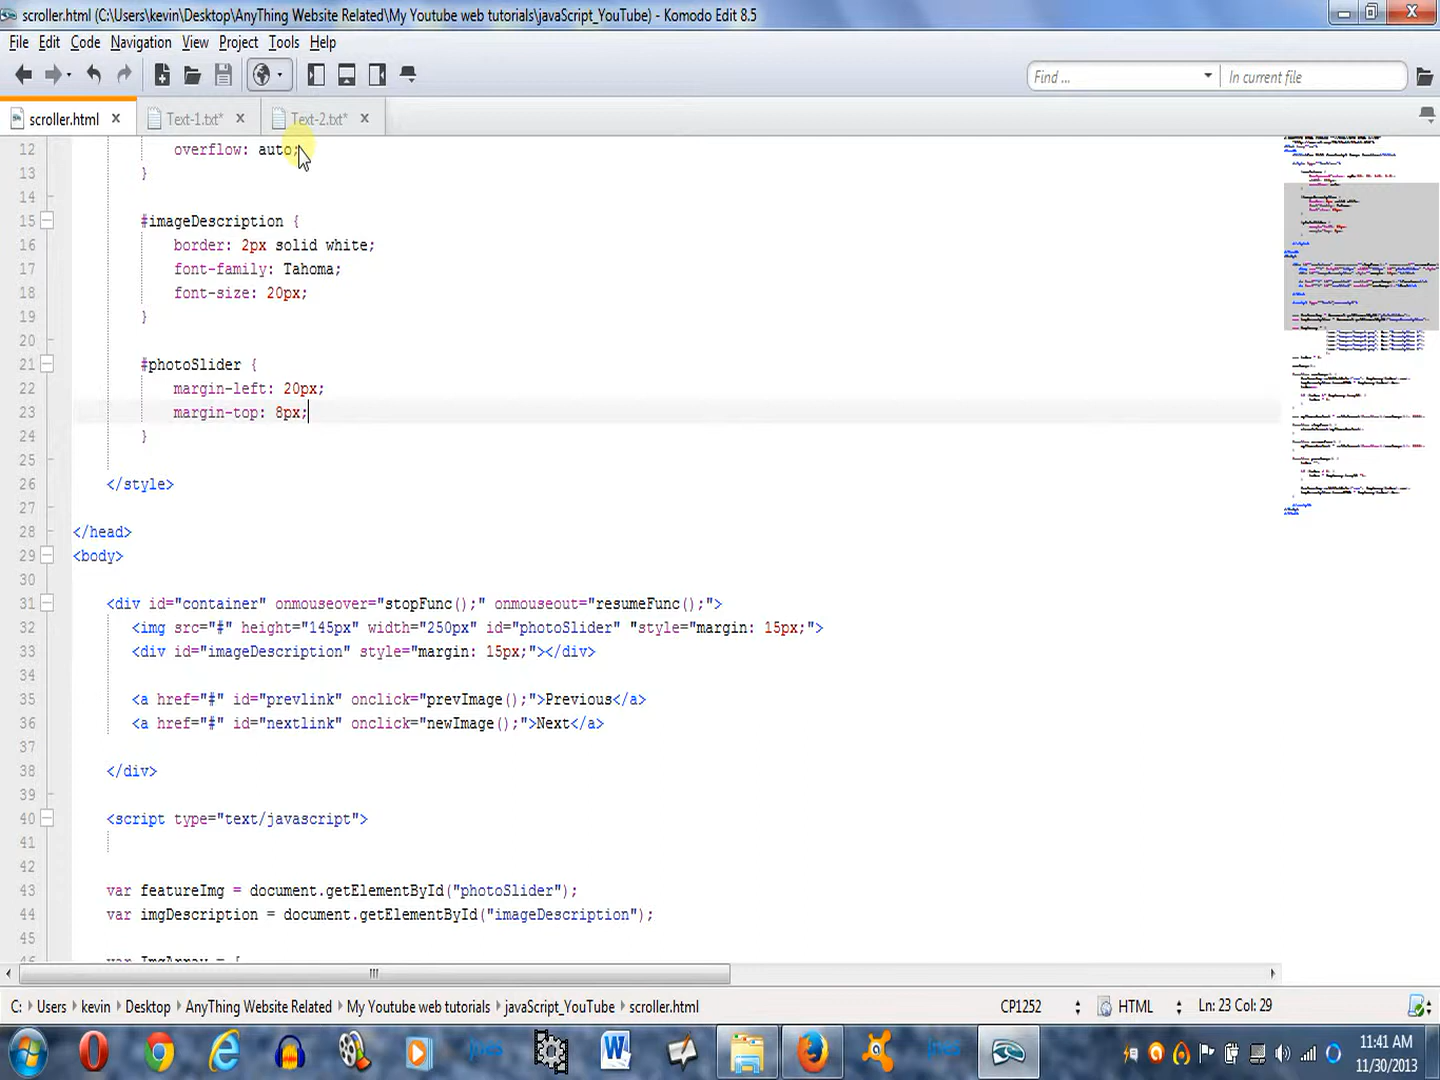 scroller.html (C:\Users\kevin\Desktop\AnyThing Website Related\My Youtube web tutorials\javaScript_YouTube) - Komodo Edit 8.5
File Edit Code Navigation View Project Tools Help
Find ... In current file
scroller.html Text-1.txt* Text-2.txt*
12 overflow: auto;
13 }
14
15 #imageDescription {
16 border: 2px solid white;
17 font-family: Tahoma;
18 font-size: 20px;
19 }
20
21 #photoSlider {
22 margin-left: 20px;
23 margin-top: 8px;
24 }
25
26 </style>
27
28 </head>
29 <body>
30
31 <div id="container" onmouseover="stopFunc();" onmouseout="resumeFunc();">
32 <img src="#" height="145px" width="250px" id="photoSlider" "style="margin: 15px;">
33 <div id="imageDescription" style="margin: 15px;"></div>
34
35 <a href="#" id="prevlink" onclick="prevImage();">Previous</a>
36 <a href="#" id="nextlink" onclick="newImage();">Next</a>
37
38 </div>
39
40 <script type="text/javascript">
41
42
43 var featureImg = document.getElementById("photoSlider");
44 var imgDescription = document.getElementById("imageDescription");
45
46 var ImgArray = [
C: Users kevin Desktop AnyThing Website Related My Youtube web tutorials javaScript_YouTube scroller.html CP1252 HTML Ln: 23 Col: 29
11:41 AM
11/30/2013